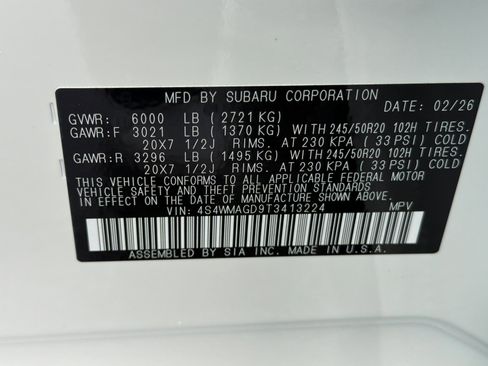 MFD BY SUBARU CORPORATION DATE: 02/26
GVWR: 6000 LB (2721 KG)
GAWR:F 3021 LB (1370 KG) WITH 245/50R20 102H TIRES.
20X7 1/2J RIMS. AT 230 KPA (33 PSI) COLD
GAWR:R 3296 LB (1495 KG) WITH 245/50R20 102H TIRES.
20X7 1/2J RIMS. AT 230 KPA (33 PSI) COLD
THIS VEHICLE CONFORMS TO ALL APPLICABLE FEDERAL MOTOR
VEHICLE SAFETY AND THEFT PREVENTION STANDARDS IN EFFECT
ON THE DATE OF MANUFACTURE SHOWN ABOVE.
VIN: 4S4WMAGD9T3413224 MPV
ASSEMBLED BY SIA INC. MADE IN U.S.A.